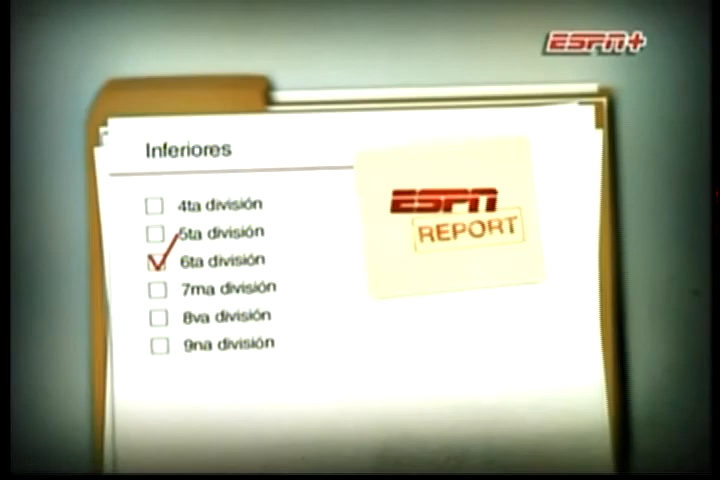 ESPN+
Inferiores
4ta división
5ta división
6ta división
7ma división
8va división
9na división
ESPN
REPORT